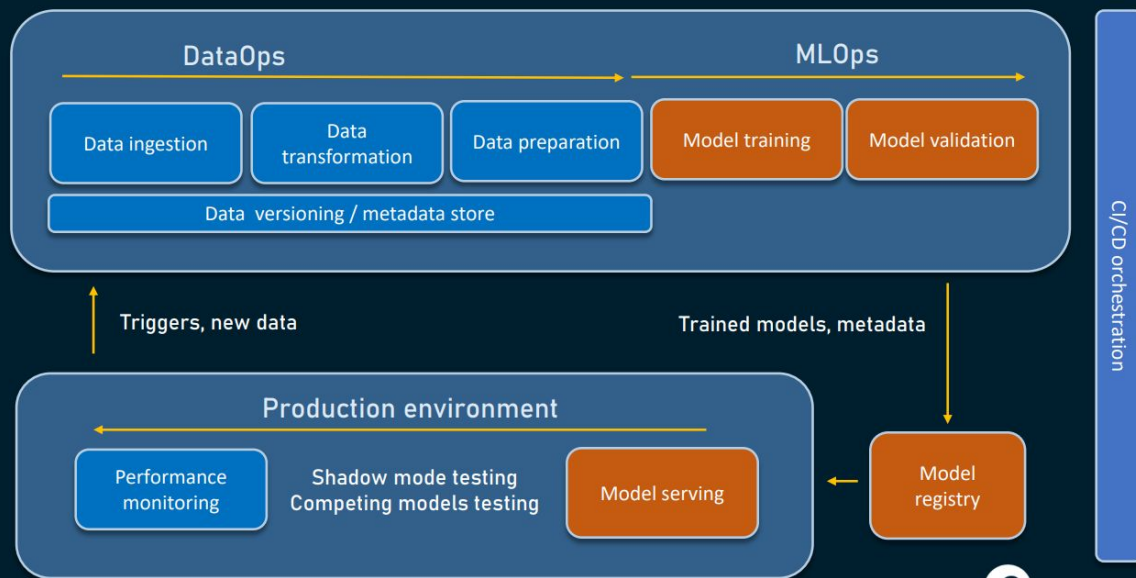 DataOps
MLOps
Data ingestion
Data
transformation
Data preparation
Model training
Model validation
Data versioning / metadata store
CI/CD orchestration
Triggers, new data
Trained models, metadata
Production environment
Performance
monitoring
Shadow mode testing
Competing models testing
Model serving
Model
registry